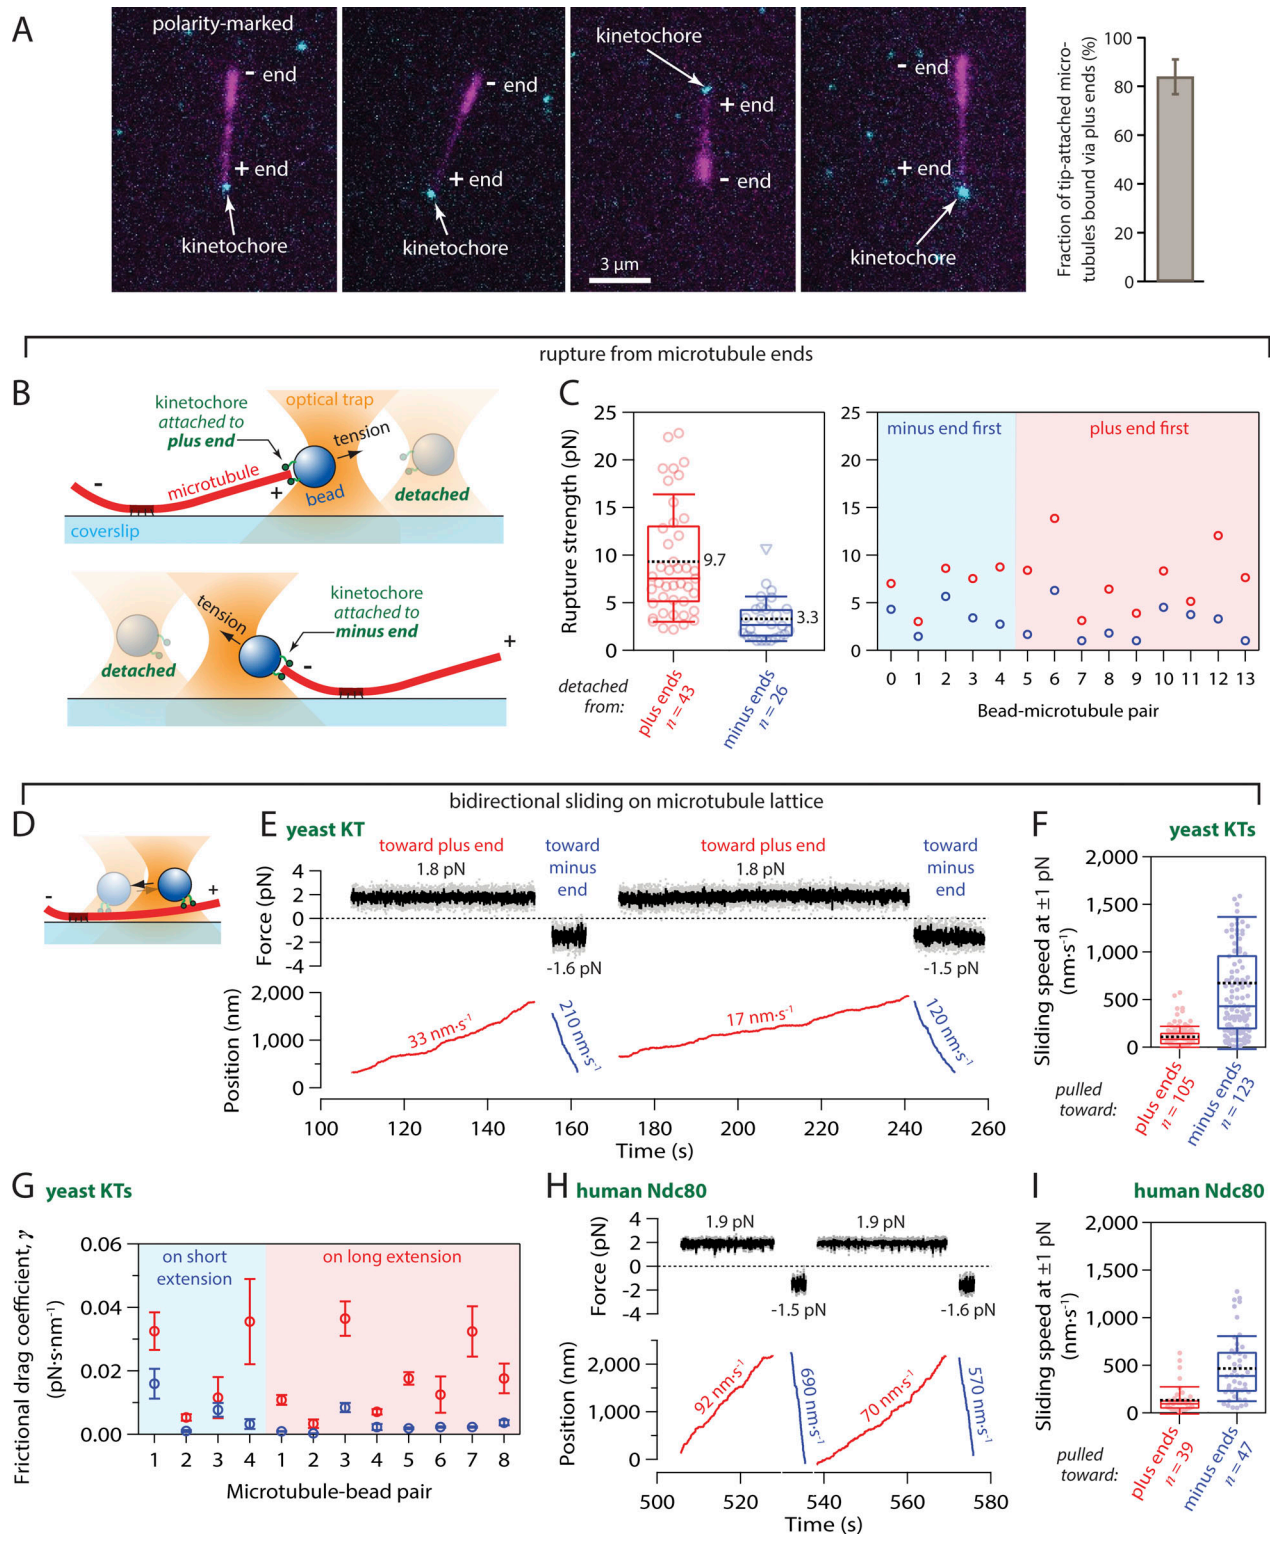 A
polarity-marked
- end
+ end
kinetochore
- end
+ end
kinetochore
kinetochore
+ end
- end
3 µm
- end
+ end
kinetochore
Fraction of tip-attached micro-
tubules bound via plus ends (%)
100
80
60
40
20
0
rupture from microtubule ends
B
kinetochore
attached to
plus end
optical trap
tension
- microtubule
+
bead
detached
coverslip
tension
kinetochore
attached to
minus end
detached
-
+
C
Rupture strength (pN)
25
20
15
10
5
0
9.7
3.3
detached
from:
plus ends
n = 43
minus ends
n = 26
25
20
15
10
5
0
minus end first
plus end first
0 1 2 3 4 5 6 7 8 9 10 11 12 13
Bead-microtubule pair
bidirectional sliding on microtubule lattice
D
-
+
E yeast KT
toward plus end
1.8 pN
toward
minus
end
toward plus end
1.8 pN
toward
minus
end
Force (pN)
4
2
0
-2
-4
-1.6 pN
-1.5 pN
Position (nm)
2,000
1,000
0
33 nm·s-1
210 nm·s-1
17 nm·s-1
120 nm·s-1
100 120 140 160 180 200 220 240 260
Time (s)
F yeast KTs
Sliding speed at ±1 pN
(nm·s-1)
2,000
1,500
1,000
500
0
pulled
toward:
plus ends
n = 105
minus ends
n = 123
G yeast KTs
Frictional drag coefficient, γ
(pN·s·nm-1)
0.06
0.04
0.02
0.00
on short
extension
on long extension
1 2 3 4 1 2 3 4 5 6 7 8
Microtubule-bead pair
H human Ndc80
Force (pN)
4
2
0
-2
-4
1.9 pN
1.9 pN
-1.5 pN
-1.6 pN
Position (nm)
2,000
1,000
0
92 nm·s-1
690 nm·s-1
70 nm·s-1
570 nm·s-1
500 520 540 560 580
Time (s)
I human Ndc80
Sliding speed at ±1 pN
(nm·s-1)
2,000
1,500
1,000
500
0
pulled
toward:
plus ends
n = 39
minus ends
n = 47